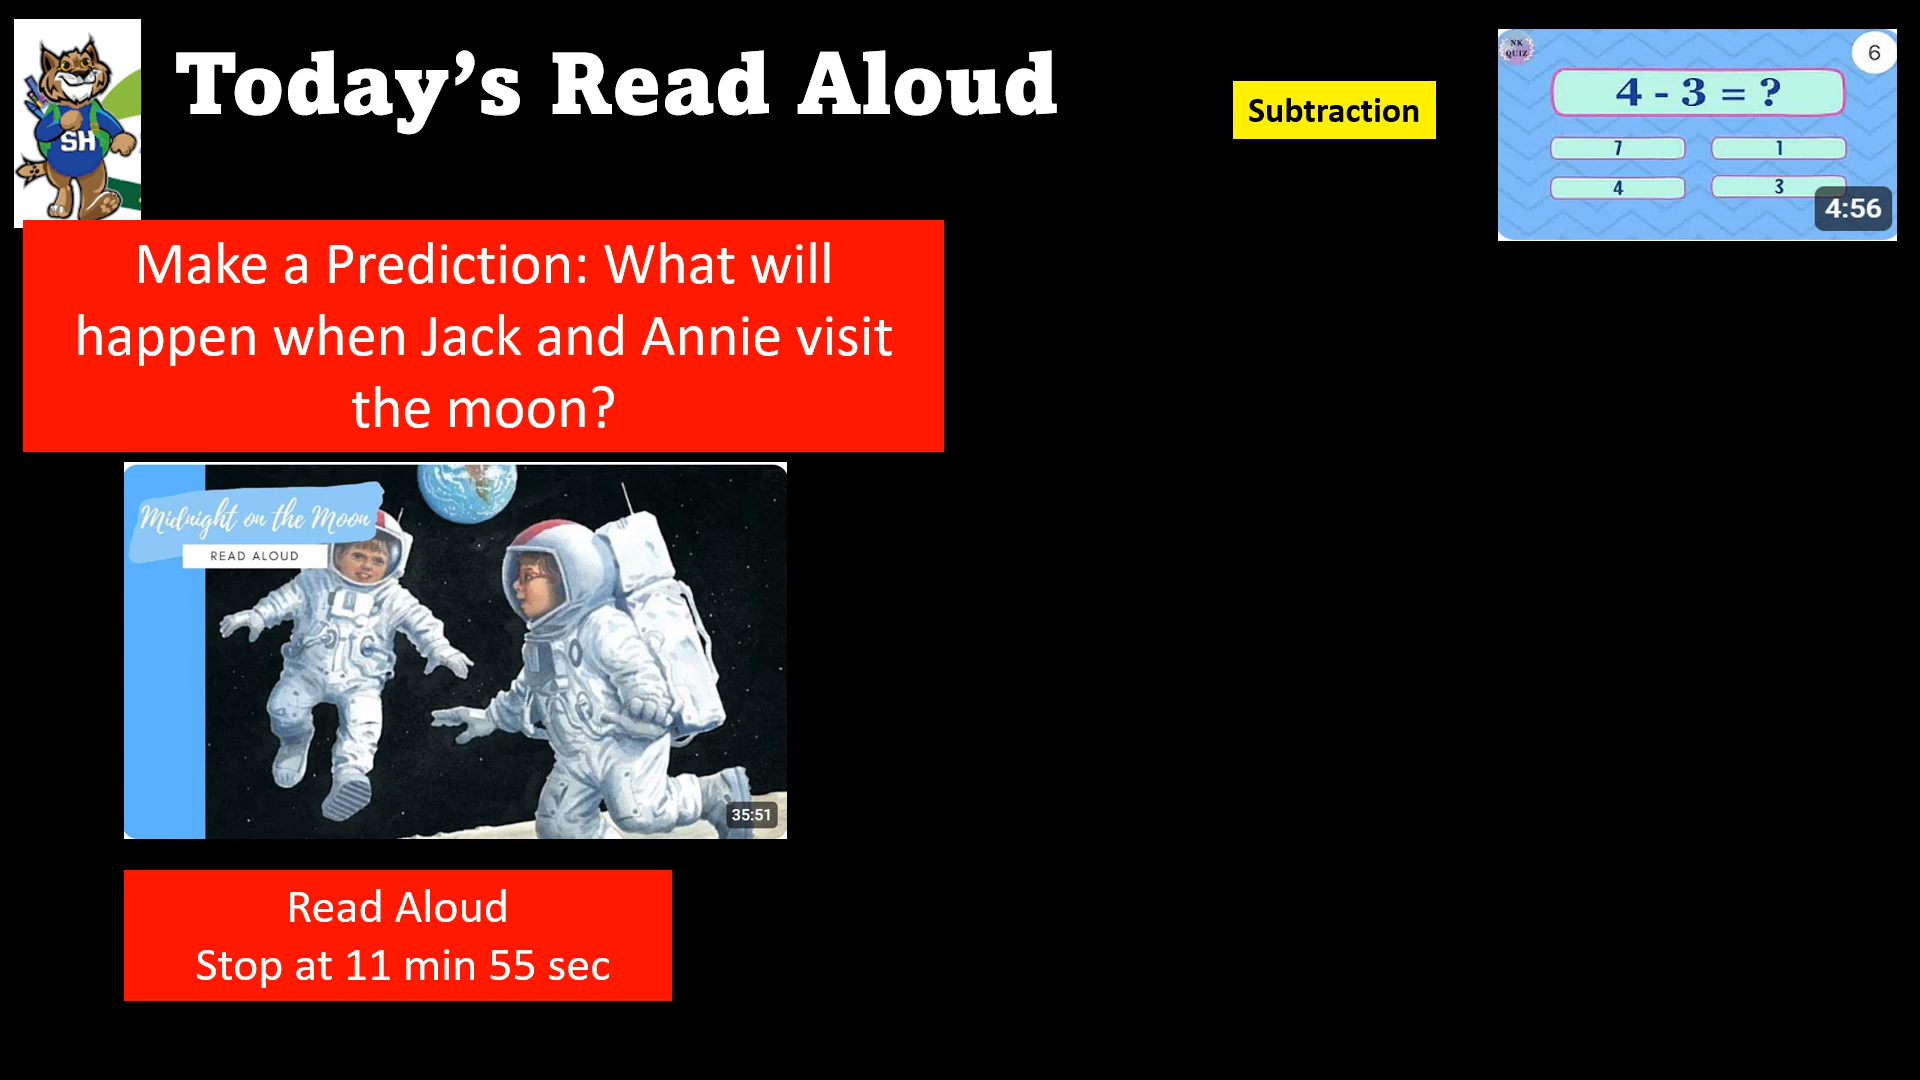 Today’s Read Aloud
SH
Subtraction
NK
QUIZ
6
4 - 3 = ?
7
1
4
3
4:56
Make a Prediction: What will
happen when Jack and Annie visit
the moon?
Midnight on the Moon
READ ALOUD
35:51
Read Aloud
Stop at 11 min 55 sec